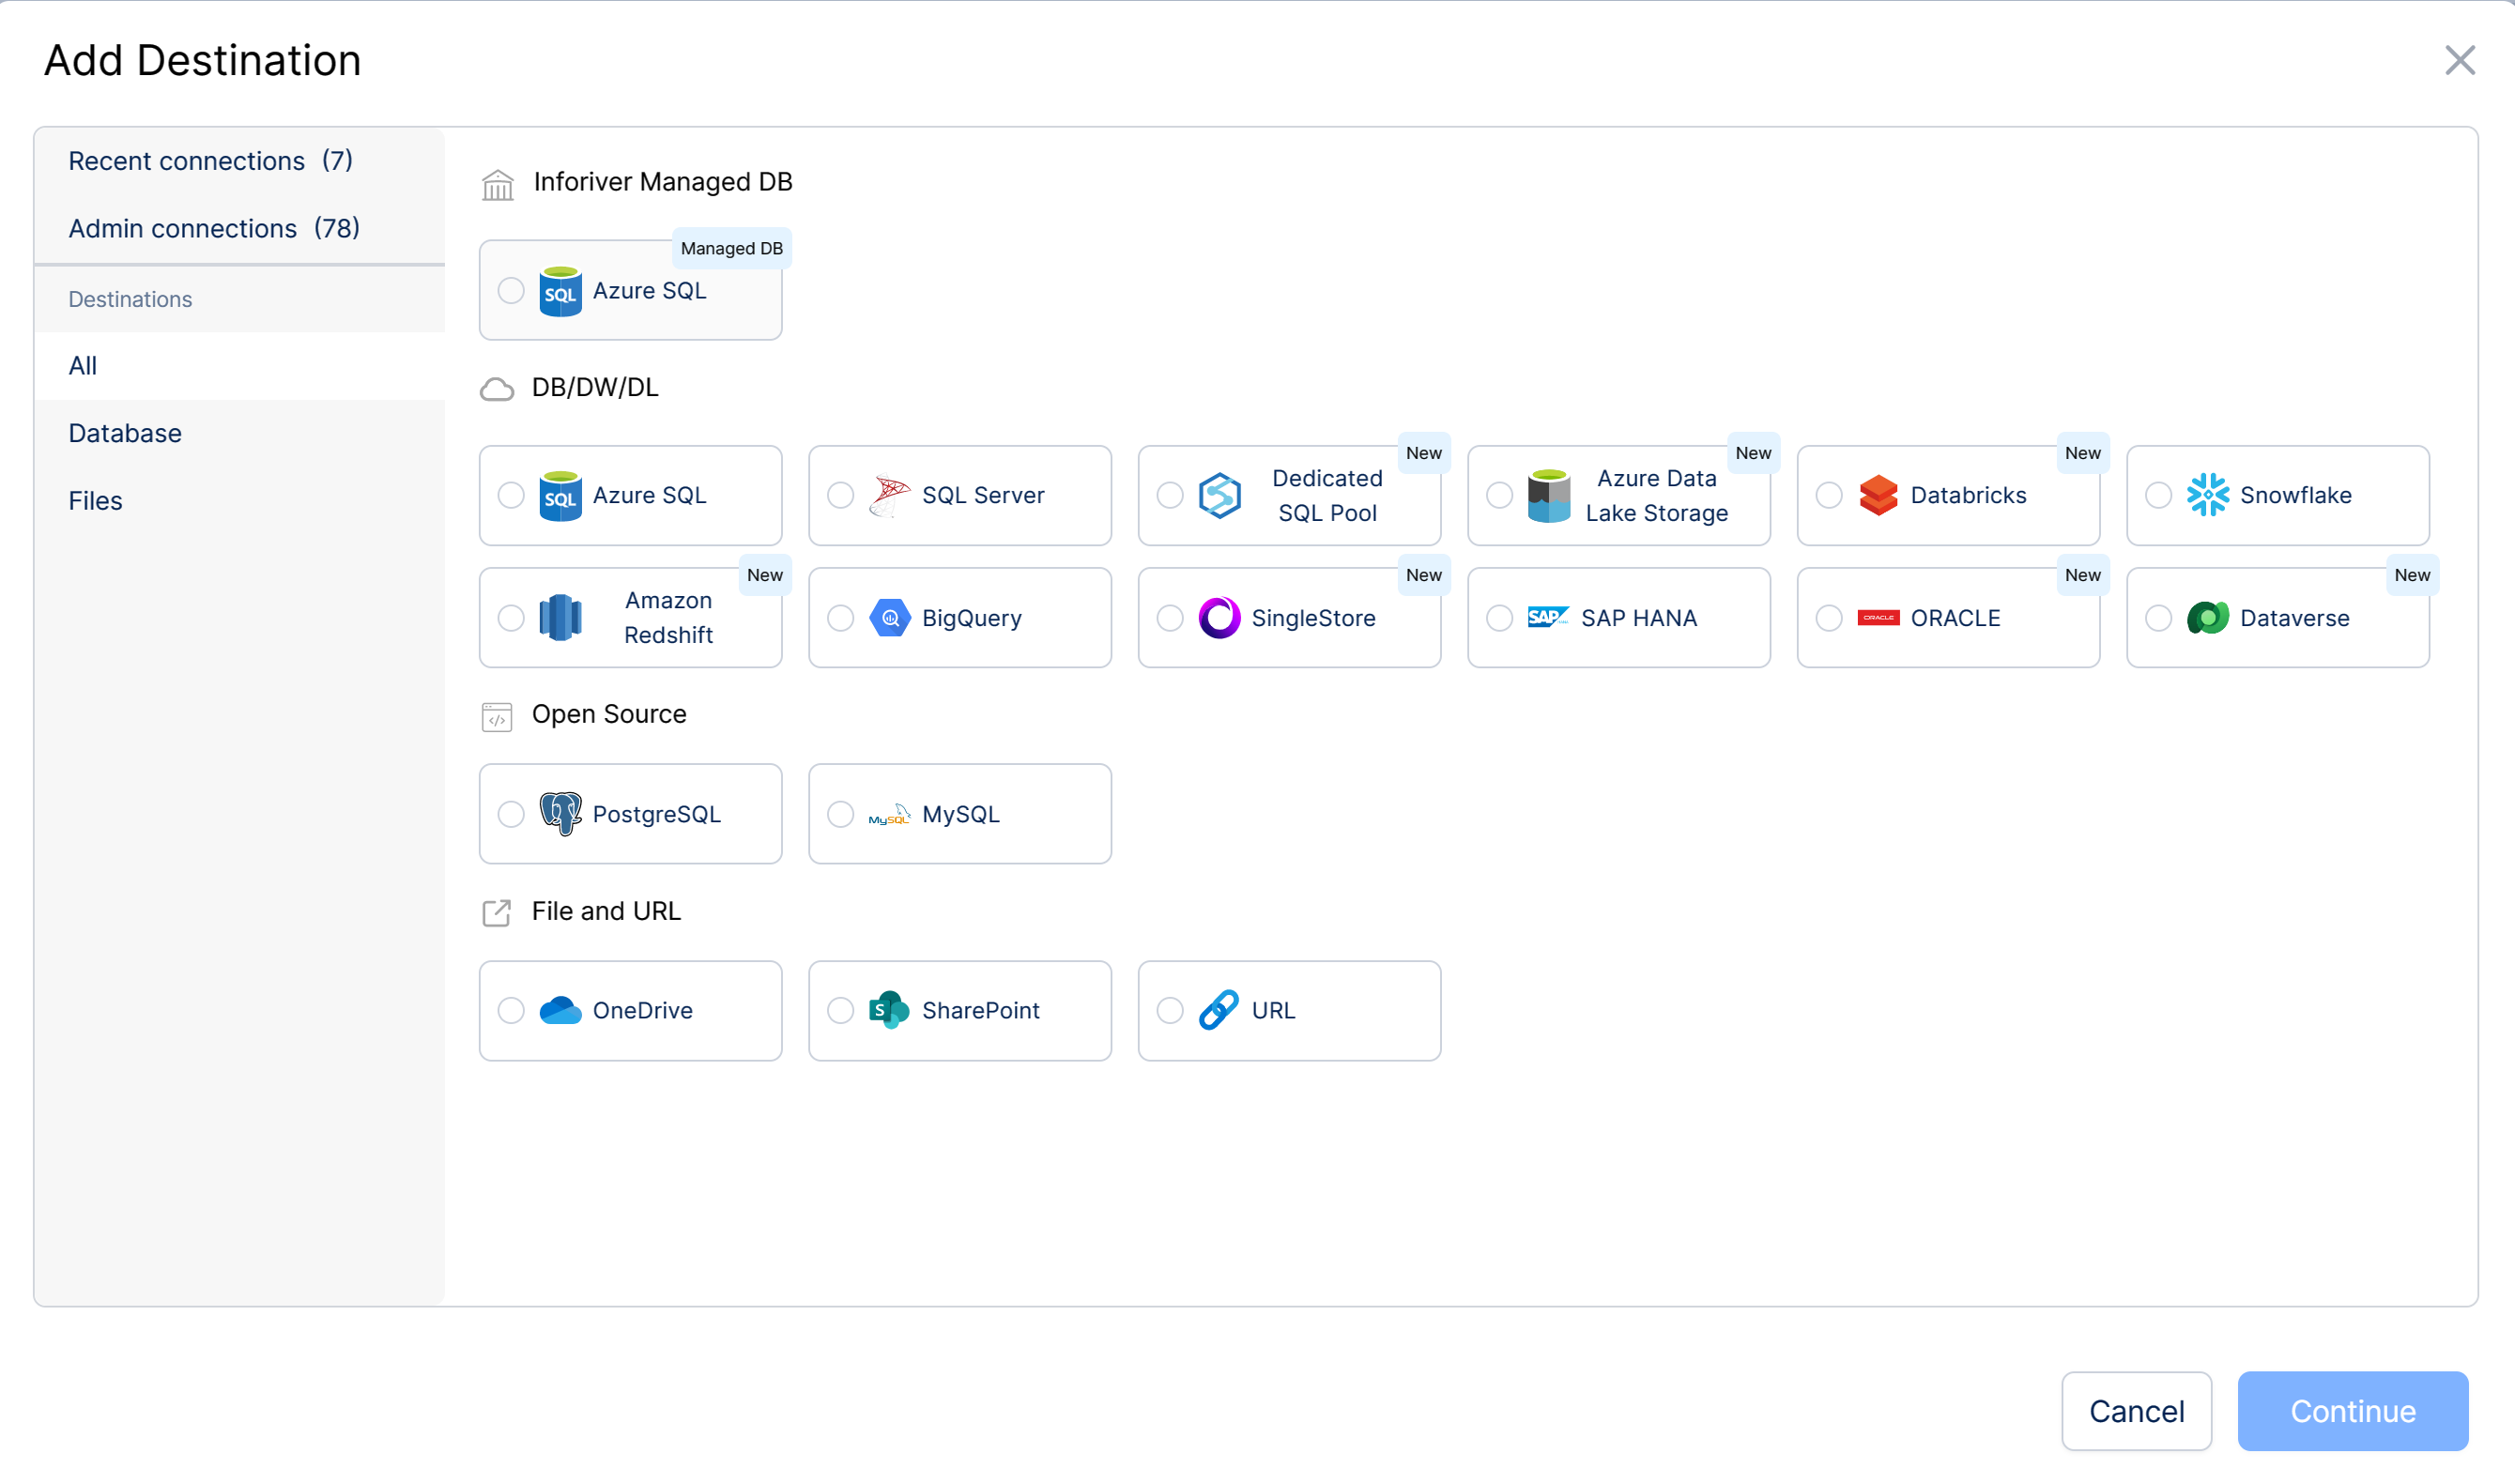 Add Destination
Recent connections (7)
Admin connections (78)
Destinations
All
Database
Files
Inforiver Managed DB
Managed DB
SQL
Azure SQL
DB/DW/DL
SQL
Azure SQL
SQL Server
New
Dedicated
SQL Pool
New
Azure Data
Lake Storage
New
Databricks
Snowflake
New
Amazon
Redshift
BigQuery
New
SingleStore
SAP
SAP HANA
New
ORACLE
ORACLE
New
Dataverse
Open Source
PostgreSQL
MySQL
MySQL
File and URL
OneDrive
S
SharePoint
URL
Cancel
Continue